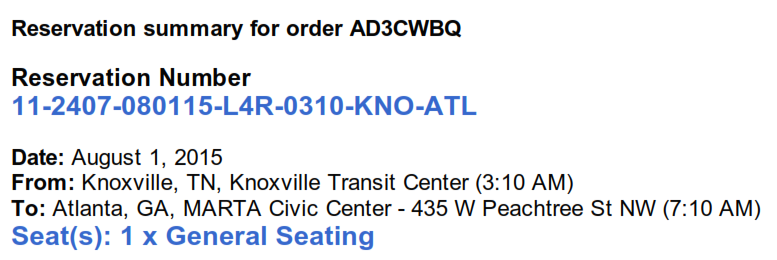 Reservation summary for order AD3CWBQ
Reservation Number
11-2407-080115-L4R-0310-KNO-ATL
Date: August 1, 2015
From: Knoxville, TN, Knoxville Transit Center (3:10 AM)
To: Atlanta, GA, MARTA Civic Center - 435 W Peachtree St NW (7:10 AM)
Seat(s): 1 x General Seating